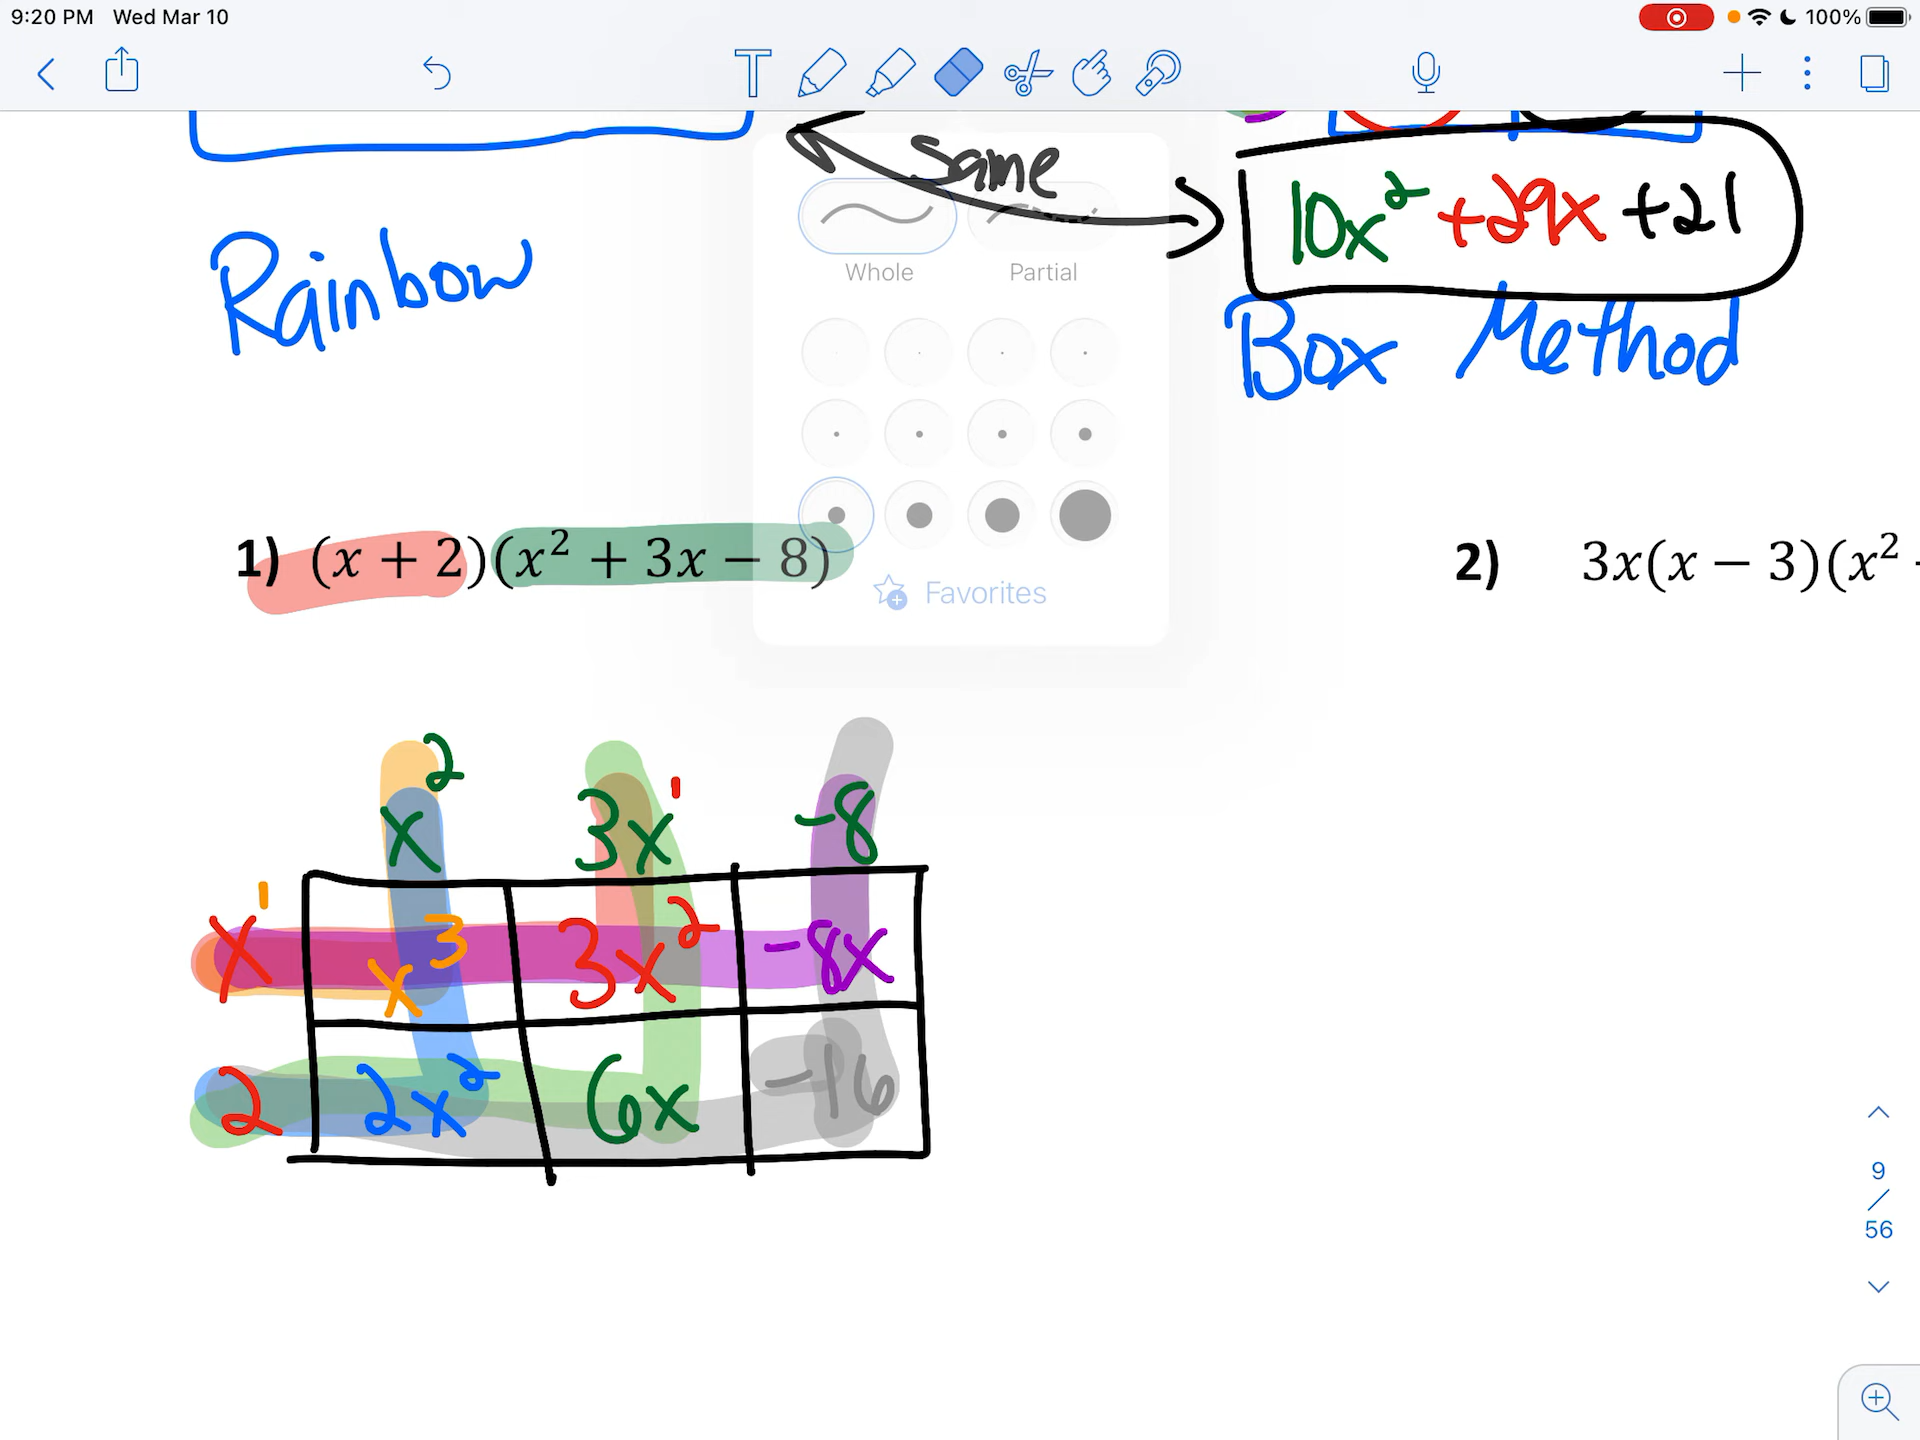 9:20 PM Wed Mar 10 100%
T
Same
10x² +29x +21
Whole Partial
Rainbow
Box Method
1) (x + 2)(x² + 3x − 8)
2) 3x(x − 3)(x²
Favorites
x² 3x¹ -8
x¹ x³ 3x² -8x
2 2x² 6x -16
9
/
56